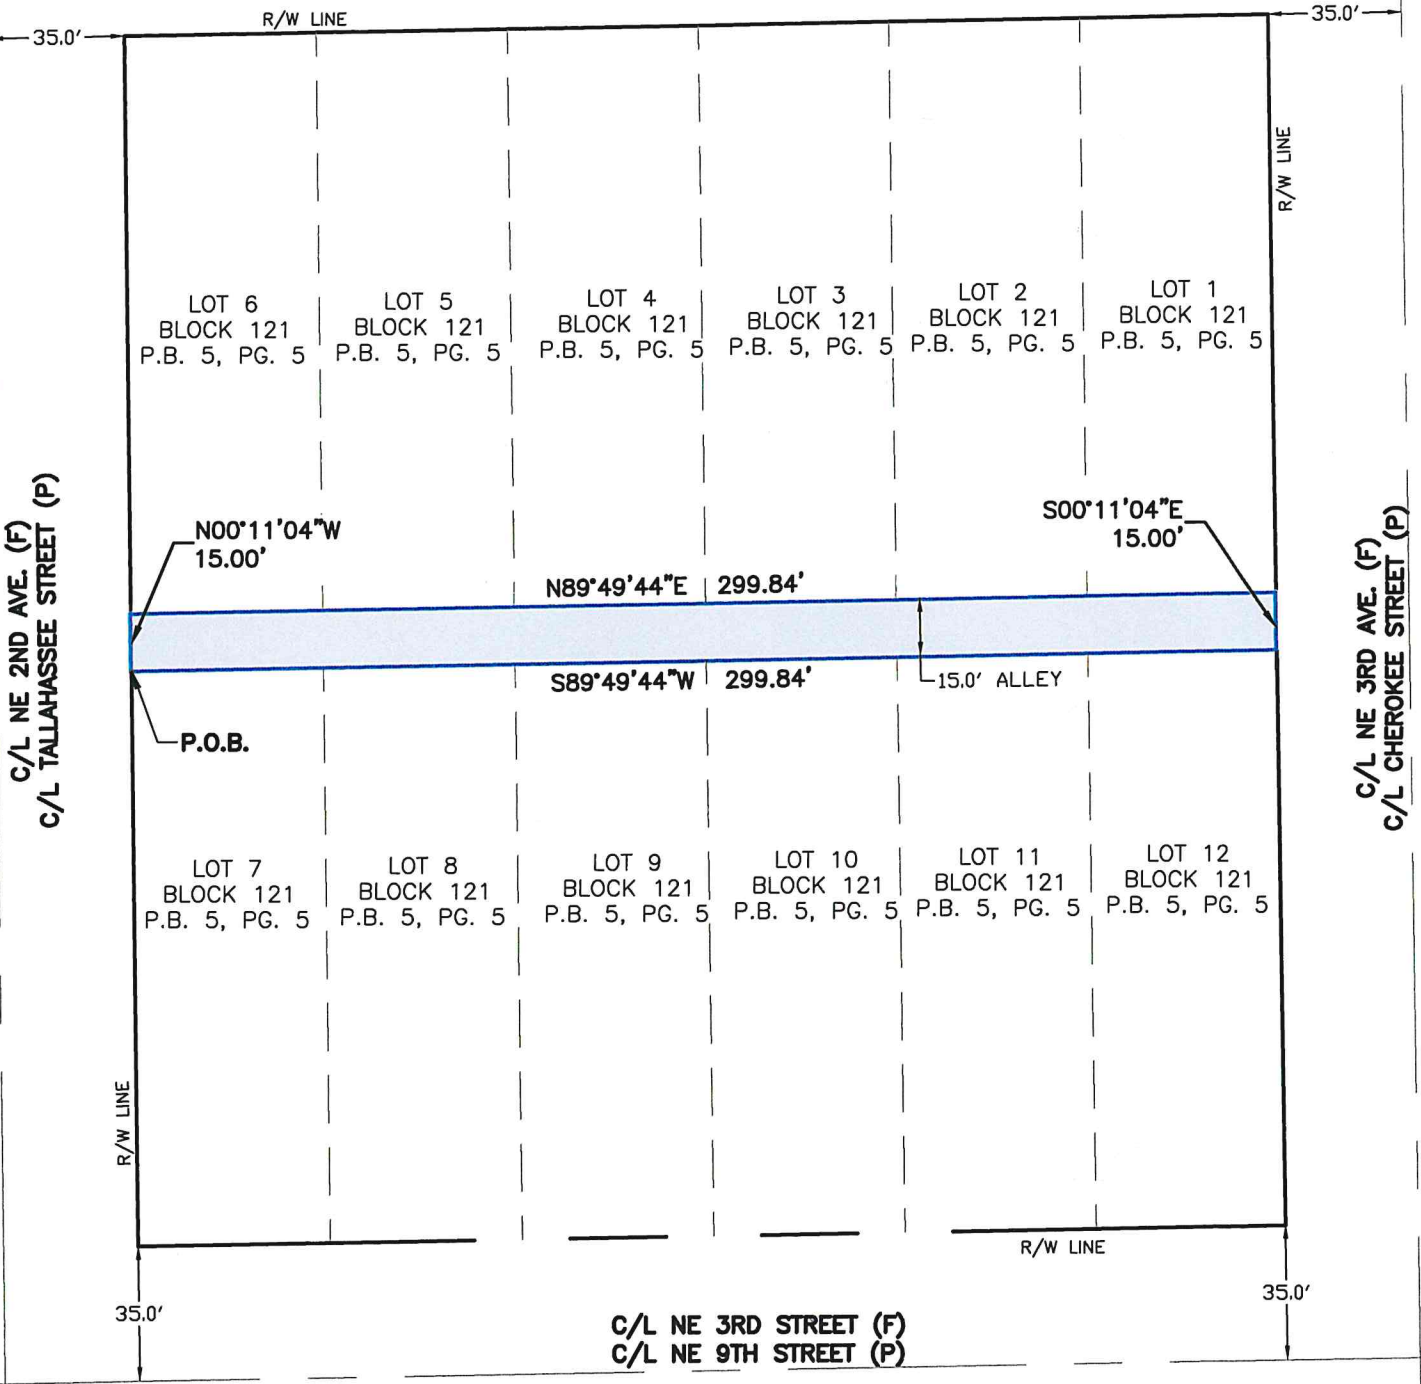 R/W LINE
35.0'
35.0'
R/W LINE
LOT 6
BLOCK 121
P.B. 5, PG. 5
LOT 5
BLOCK 121
P.B. 5, PG. 5
LOT 4
BLOCK 121
P.B. 5, PG. 5
LOT 3
BLOCK 121
P.B. 5, PG. 5
LOT 2
BLOCK 121
P.B. 5, PG. 5
LOT 1
BLOCK 121
P.B. 5, PG. 5
C/L NE 2ND AVE. (F)
C/L TALLAHASSEE STREET (P)
N00°11'04"W
15.00'
S00°11'04"E
15.00'
N89°49'44"E 299.84'
S89°49'44"W 299.84'
15.0' ALLEY
P.O.B.
C/L NE 3RD AVE. (F)
C/L CHEROKEE STREET (P)
LOT 7
BLOCK 121
P.B. 5, PG. 5
LOT 8
BLOCK 121
P.B. 5, PG. 5
LOT 9
BLOCK 121
P.B. 5, PG. 5
LOT 10
BLOCK 121
P.B. 5, PG. 5
LOT 11
BLOCK 121
P.B. 5, PG. 5
LOT 12
BLOCK 121
P.B. 5, PG. 5
R/W LINE
R/W LINE
35.0'
35.0'
C/L NE 3RD STREET (F)
C/L NE 9TH STREET (P)